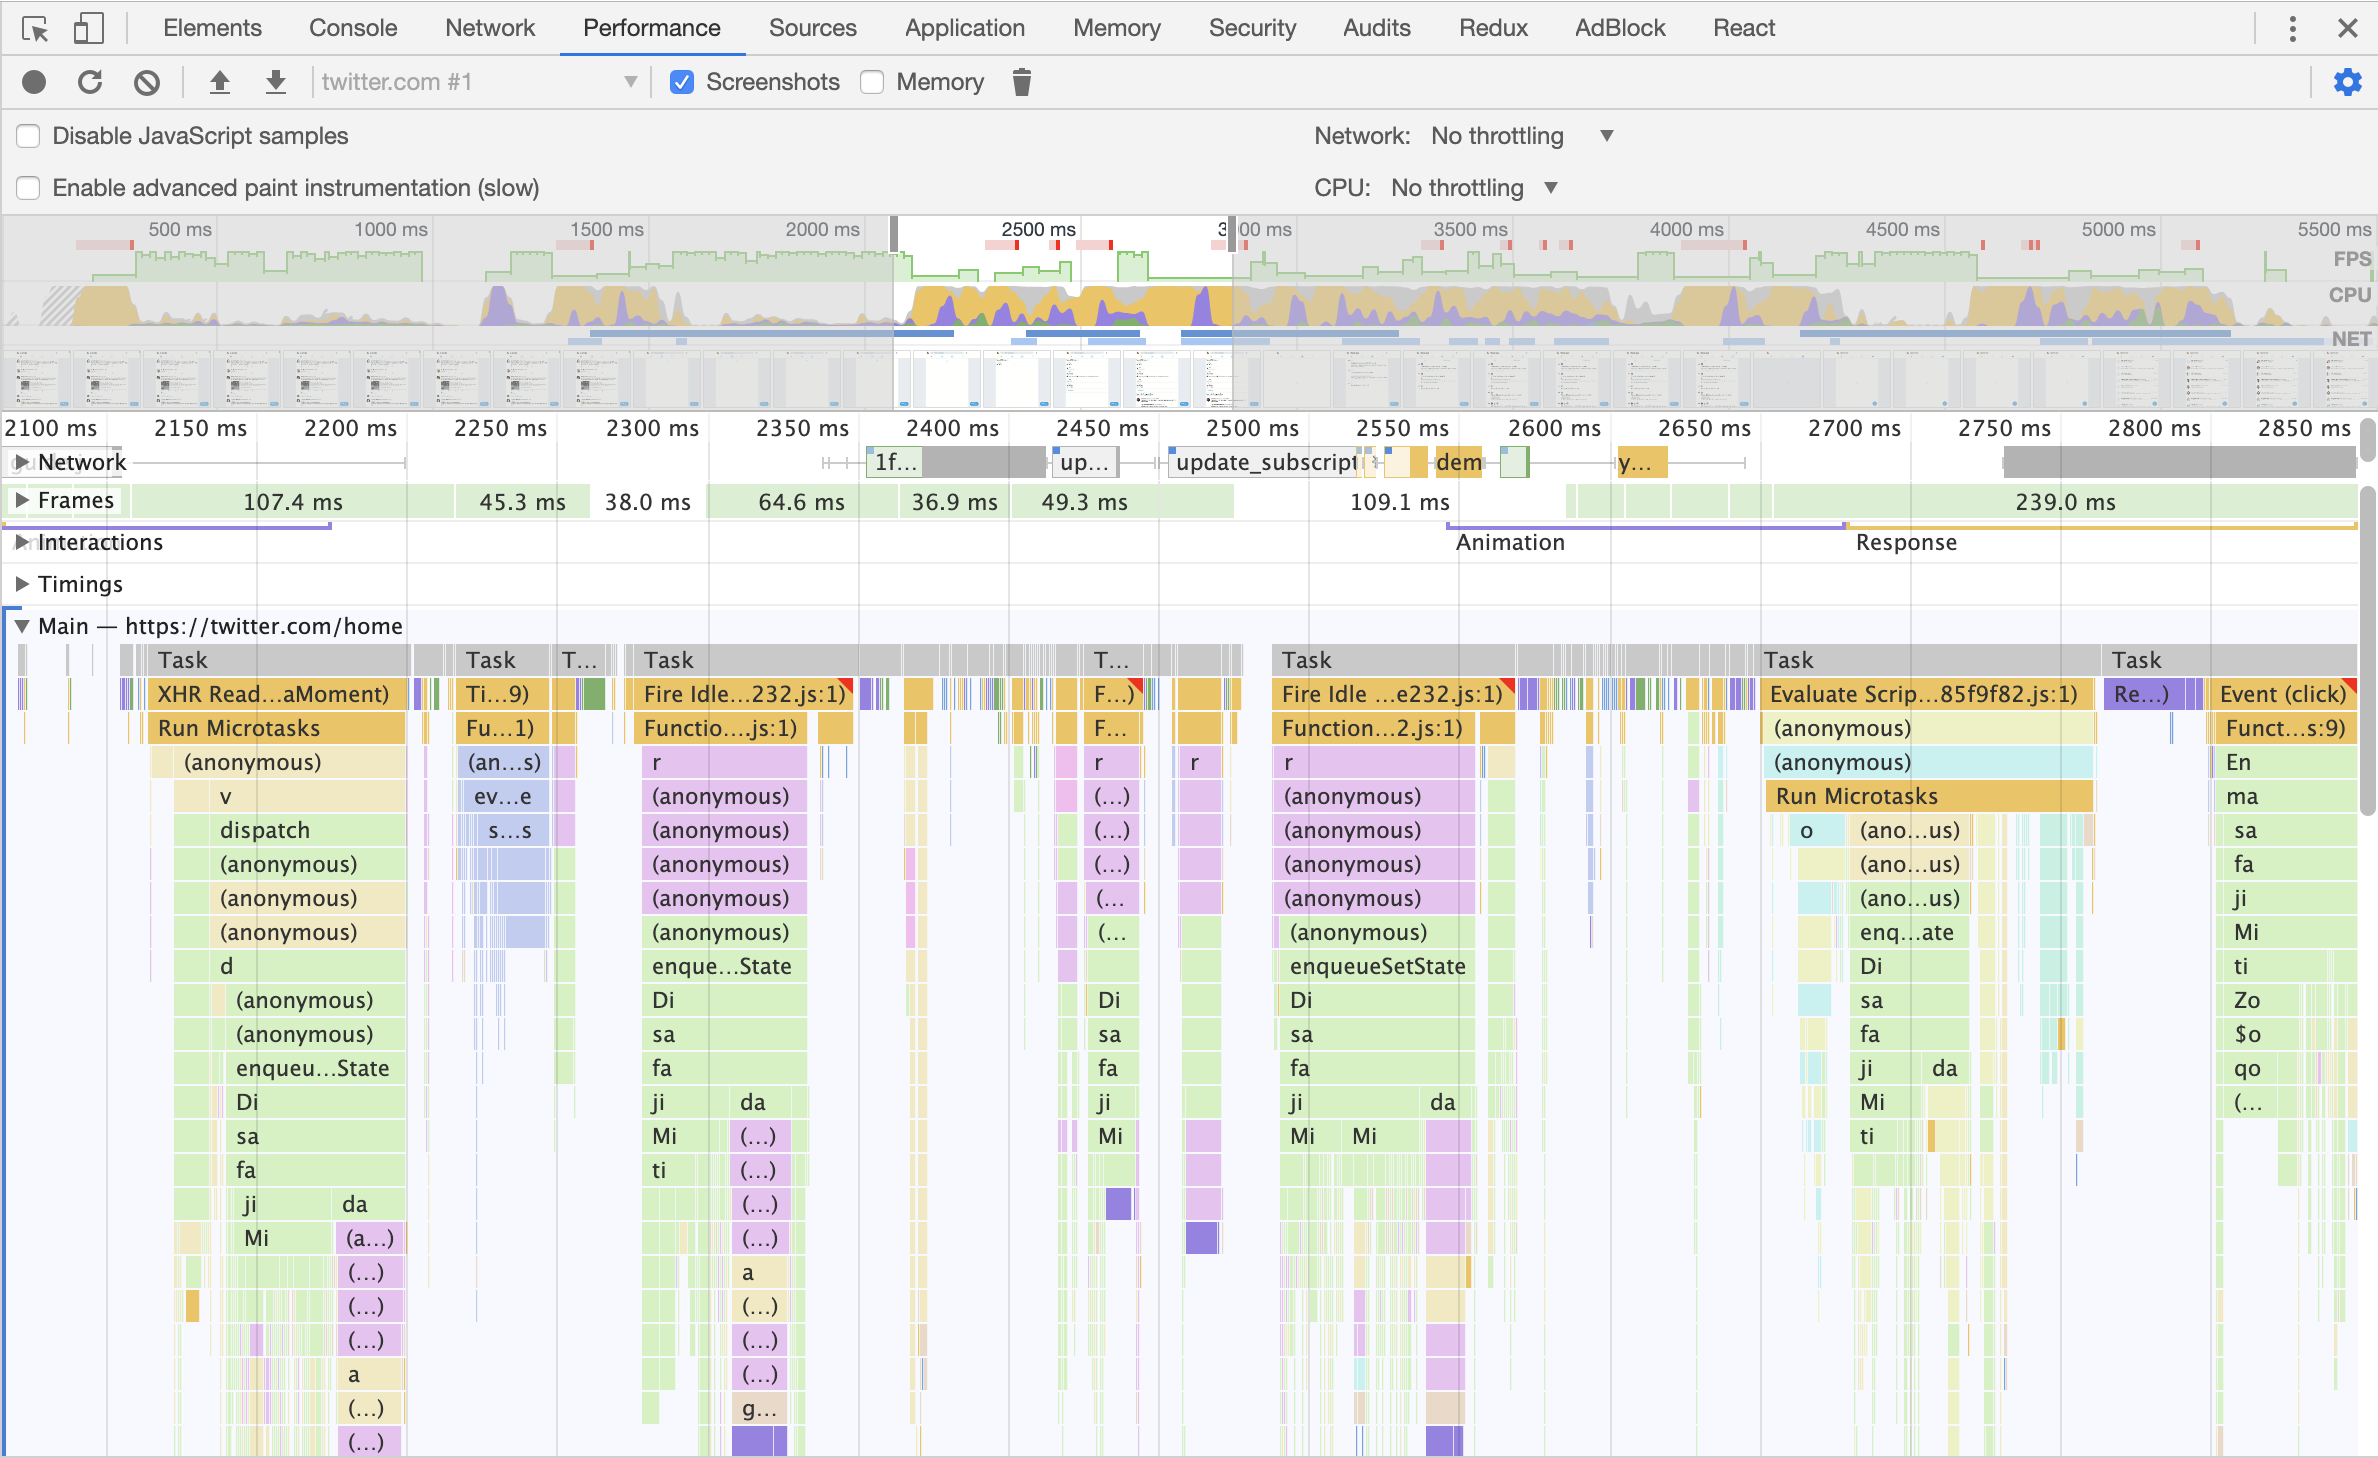 Elements Console Network Performance Sources Application Memory Security Audits Redux AdBlock React
twitter.com #1 Screenshots Memory
Disable JavaScript samples Network: No throttling
Enable advanced paint instrumentation (slow) CPU: No throttling
500 ms 1000 ms 1500 ms 2000 ms 2500 ms 3000 ms 3500 ms 4000 ms 4500 ms 5000 ms 5500 ms
FPS
CPU
NET
2100 ms 2150 ms 2200 ms 2250 ms 2300 ms 2350 ms 2400 ms 2450 ms 2500 ms 2550 ms 2600 ms 2650 ms 2700 ms 2750 ms 2800 ms 2850 ms
Network 1f... up... update_subscript dem y...
Frames 107.4 ms 45.3 ms 38.0 ms 64.6 ms 36.9 ms 49.3 ms 109.1 ms 239.0 ms
Interactions Animation Response
Timings
Main — https://twitter.com/home
Task Task T... Task T... Task Task Task
XHR Read...aMoment) Ti...9) Fire Idle...232.js:1) F...) Fire Idle ...e232.js:1) Evaluate Scrip...85f9f82.js:1) Re...) Event (click)
Run Microtasks Fu...1) Functio....js:1) F... Function...2.js:1) (anonymous) Funct...s:9)
(anonymous) (an...s) r r r r (anonymous) En
v ev...e (anonymous) (...) (anonymous) Run Microtasks ma
dispatch s...s (anonymous) (...) (anonymous) o (ano...us) sa
(anonymous) (anonymous) (...) (anonymous) (ano...us) fa
(anonymous) (anonymous) (... (anonymous) (ano...us) ji
(anonymous) (anonymous) (... (anonymous) enq...ate Mi
d enque...State enqueueSetState Di ti
(anonymous) Di Di Di sa Zo
(anonymous) sa sa sa fa $o
enqueu...State fa fa fa ji da qo
Di ji da ji ji da Mi (...
sa Mi (...) Mi Mi Mi ti
fa ti (...)
ji da (...)
Mi (a...) (...)
(...) a
(...) (...)
(...) (...)
a (...)
(...) g...
(...)